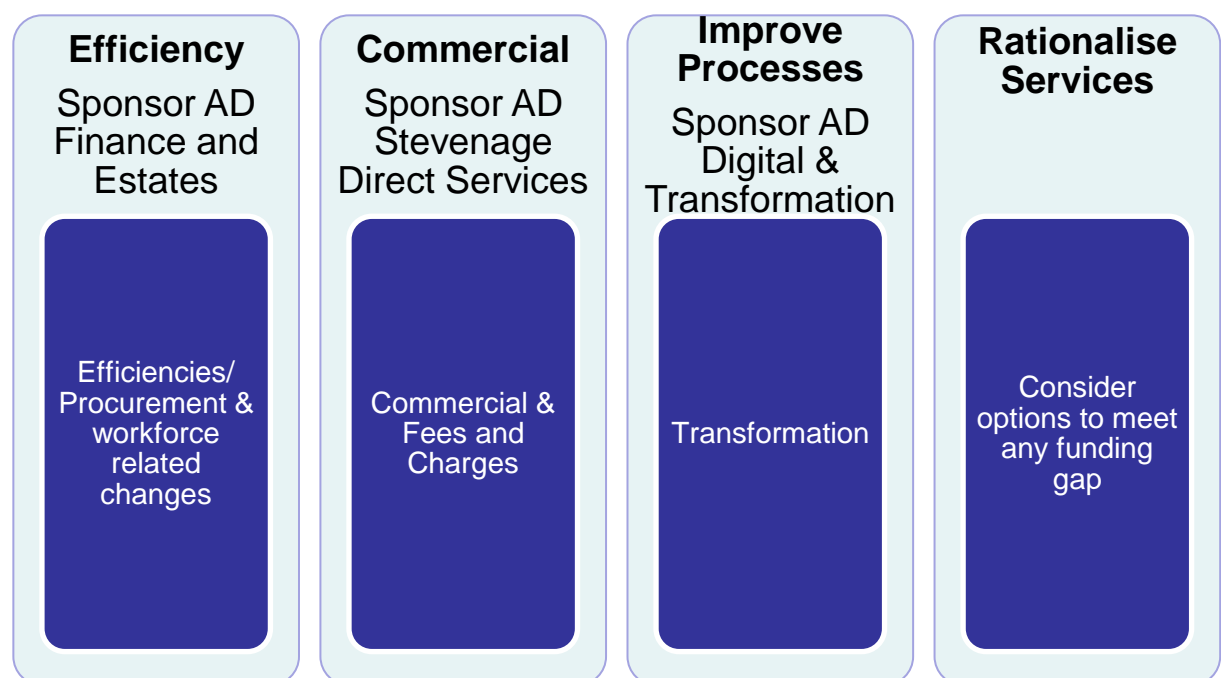 Efficiency
Sponsor AD
Finance and
Estates
Efficiencies/
Procurement &
workforce
related
changes
Commercial
Sponsor AD
Stevenage
Direct Services
Commercial &
Fees and
Charges
Improve
Processes
Sponsor AD
Digital &
Transformation
Transformation
Rationalise
Services
Consider
options to meet
any funding
gap